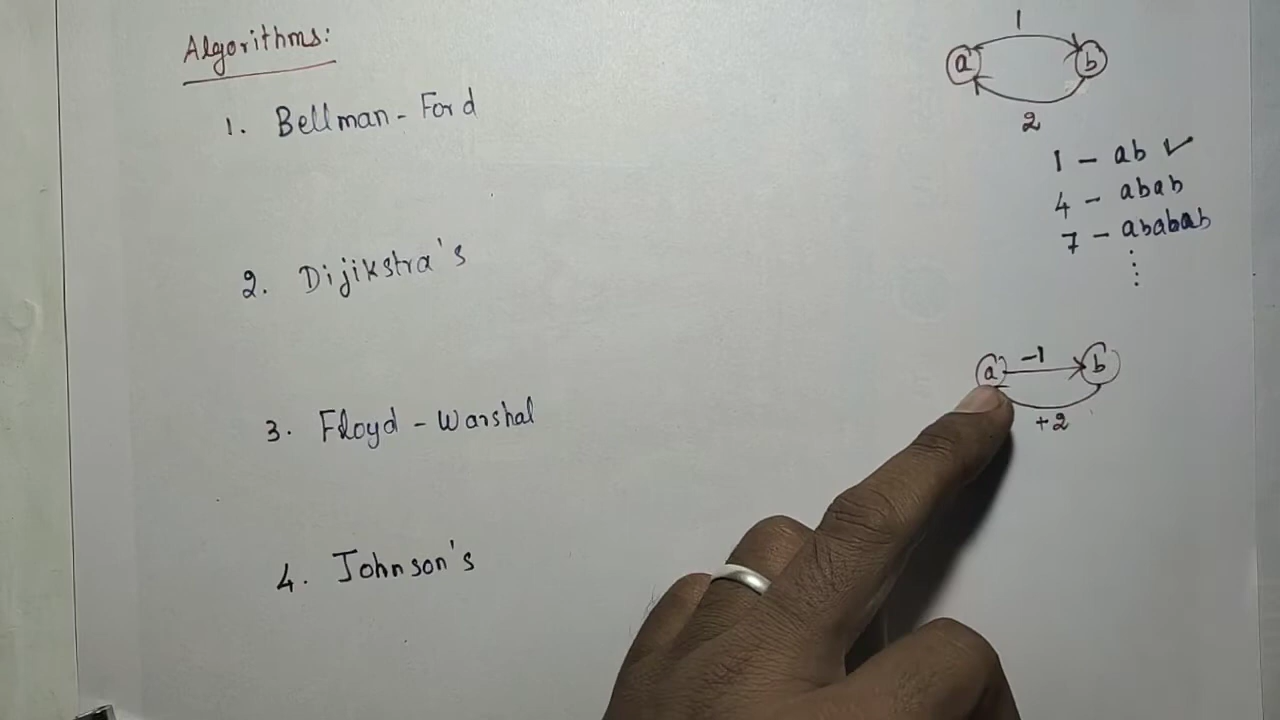 Algorithms:
1. Bellman - Ford
2. Dijikstra's
3. Floyd - Warshal
4. Johnson's
1
a b
2
1 - ab ✓
4 - abab
7 - ababab
⋮
a -1 b
+2